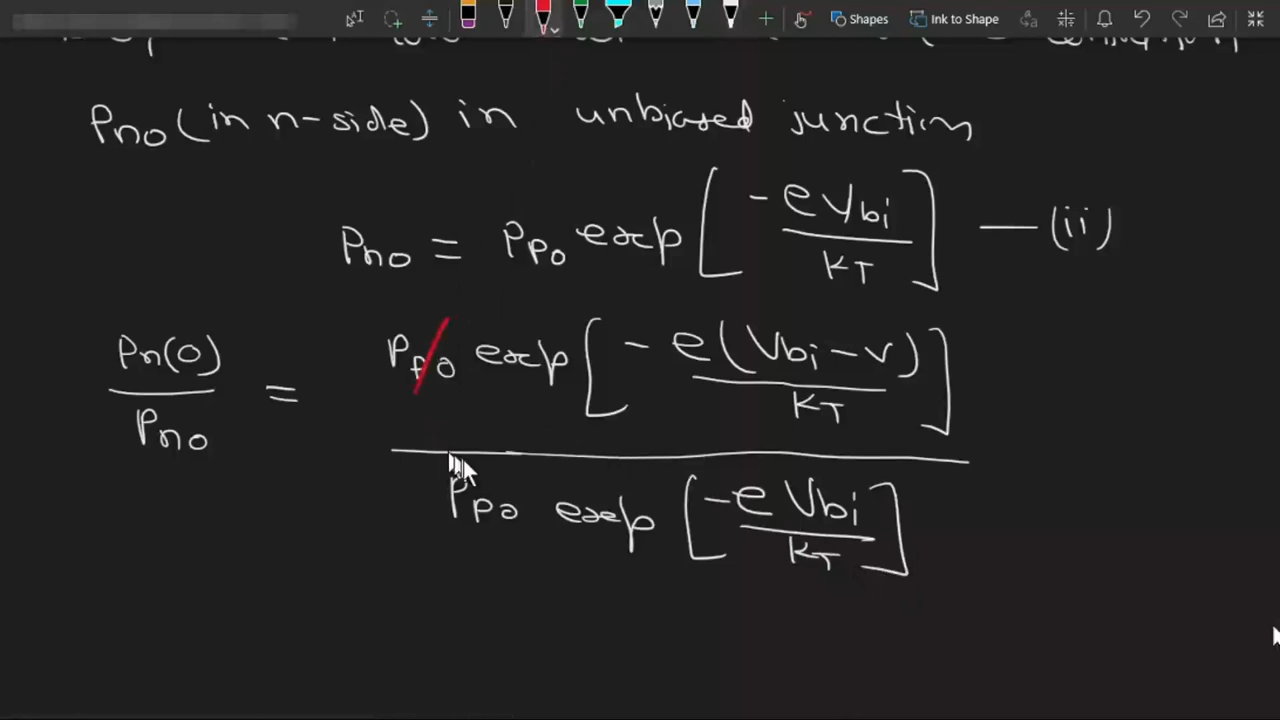 Shapes Ink to Shape
Pno (in n-side) in unbiased junction
Pno = Ppo exp [ -eVbi / KT ] — (ii)
Pn(0) / Pno = Ppo exp [ - e(Vbi - V) / KT ] / Ppo exp [ -eVbi / KT ]